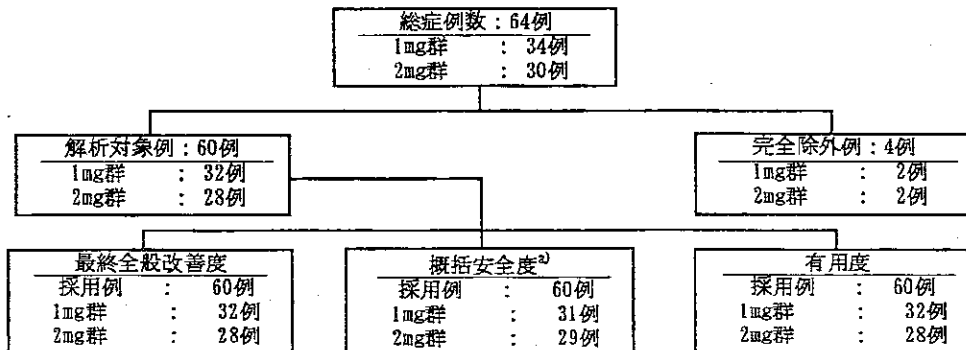 総症例数：64例
1mg群 : 34例
2mg群 : 30例
解析対象例：60例
1mg群 : 32例
2mg群 : 28例
完全除外例：4例
1mg群 : 2例
2mg群 : 2例
最終全般改善度
採用例 : 60例
1mg群 : 32例
2mg群 : 28例
概括安全度2)
採用例 : 60例
1mg群 : 31例
2mg群 : 29例
有用度
採用例 : 60例
1mg群 : 32例
2mg群 : 28例